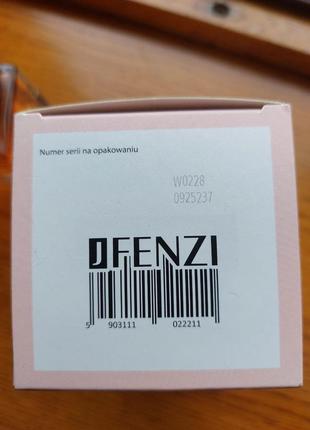 Numer serii na opakowaniu
W0228
0925237
JFENZI
5 903111 022211